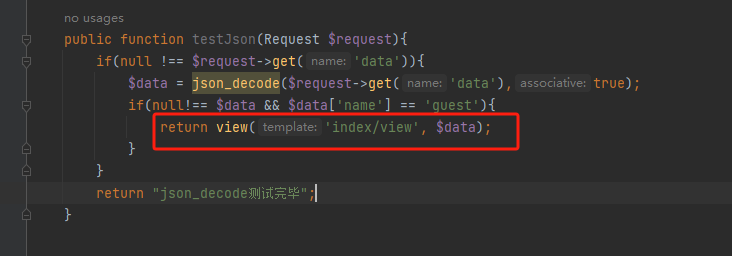 no usages
public function testJson(Request $request){
if(null !== $request->get( name: 'data')){
$data = json_decode($request->get( name: 'data'), associative: true);
if(null!== $data && $data['name'] == 'guest'){
return view( template: 'index/view', $data);
}
}
return "json_decode测试完毕";
}